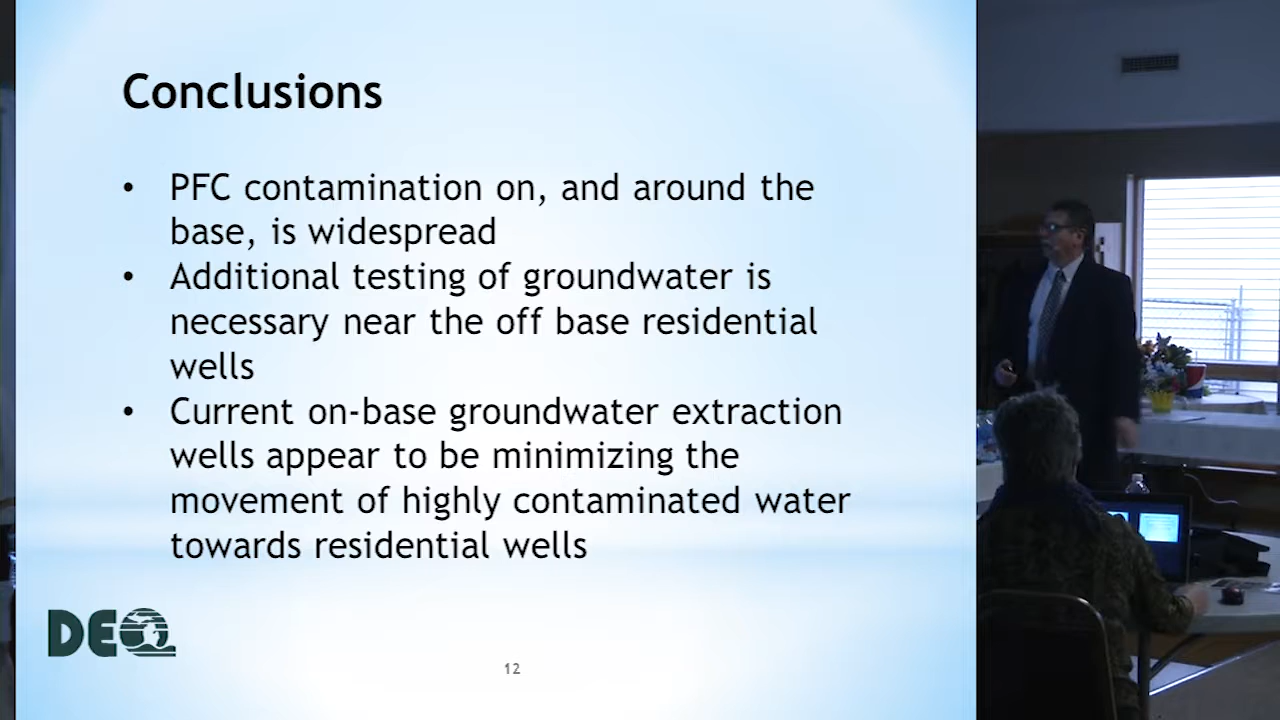 Conclusions
• PFC contamination on, and around the
base, is widespread
• Additional testing of groundwater is
necessary near the off base residential
wells
• Current on-base groundwater extraction
wells appear to be minimizing the
movement of highly contaminated water
towards residential wells
DEQ
12